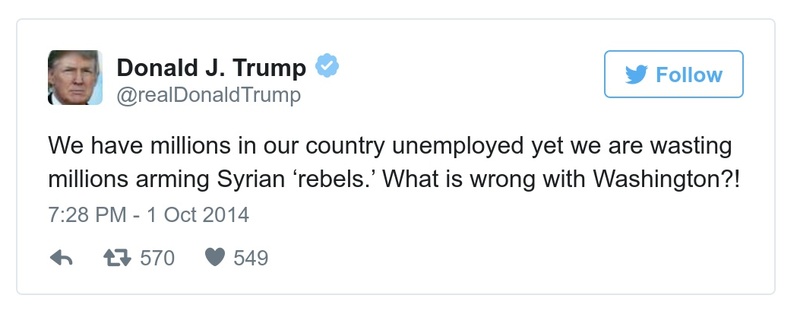 Donald J. Trump
Follow
@realDonaldTrump
We have millions in our country unemployed yet we are wasting
millions arming Syrian ‘rebels.’ What is wrong with Washington?!
7:28 PM - 1 Oct 2014
570 549